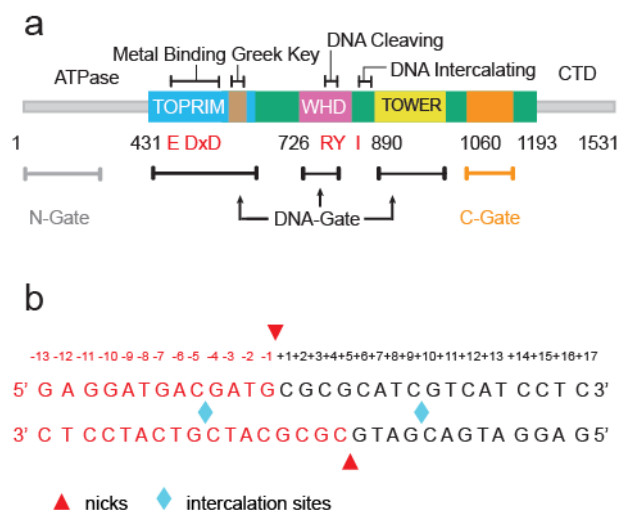 a
Metal Binding Greek Key
DNA Cleaving
DNA Intercalating
ATPase
CTD
TOPRIM
WHD
TOWER
1 431 E DxD 726 RY I 890 1060 1193 1531
N-Gate
DNA-Gate
C-Gate
b
-13 -12 -11 -10 -9 -8 -7 -6 -5 -4 -3 -2 -1 +1+2+3+4+5+6+7+8+9+10+11+12+13 +14+15+16+17
5' G A G G A T G A C G A T G C G C G C A T C G T C A T C C T C 3'
3' C T C C T A C T G C T A C G C G C G T A G C A G T A G G A G 5'
nicks
intercalation sites